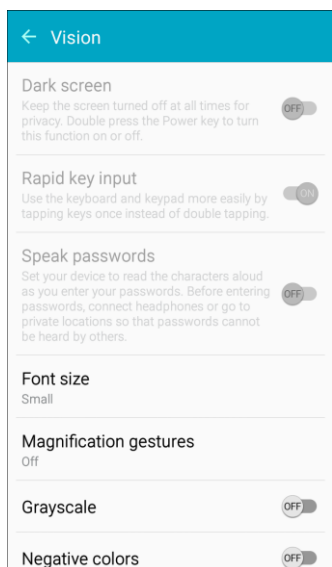 Vision
Dark screen
Keep the screen turned off at all times for
privacy. Double press the Power key to turn
this function on or off.
OFF
Rapid key input
Use the keyboard and keypad more easily by
tapping keys once instead of double tapping.
ON
Speak passwords
Set your device to read the characters aloud
as you enter your passwords. Before entering
passwords, connect headphones or go to
private locations so that passwords cannot
be heard by others.
OFF
Font size
Small
Magnification gestures
Off
Grayscale
OFF
Negative colors
OFF